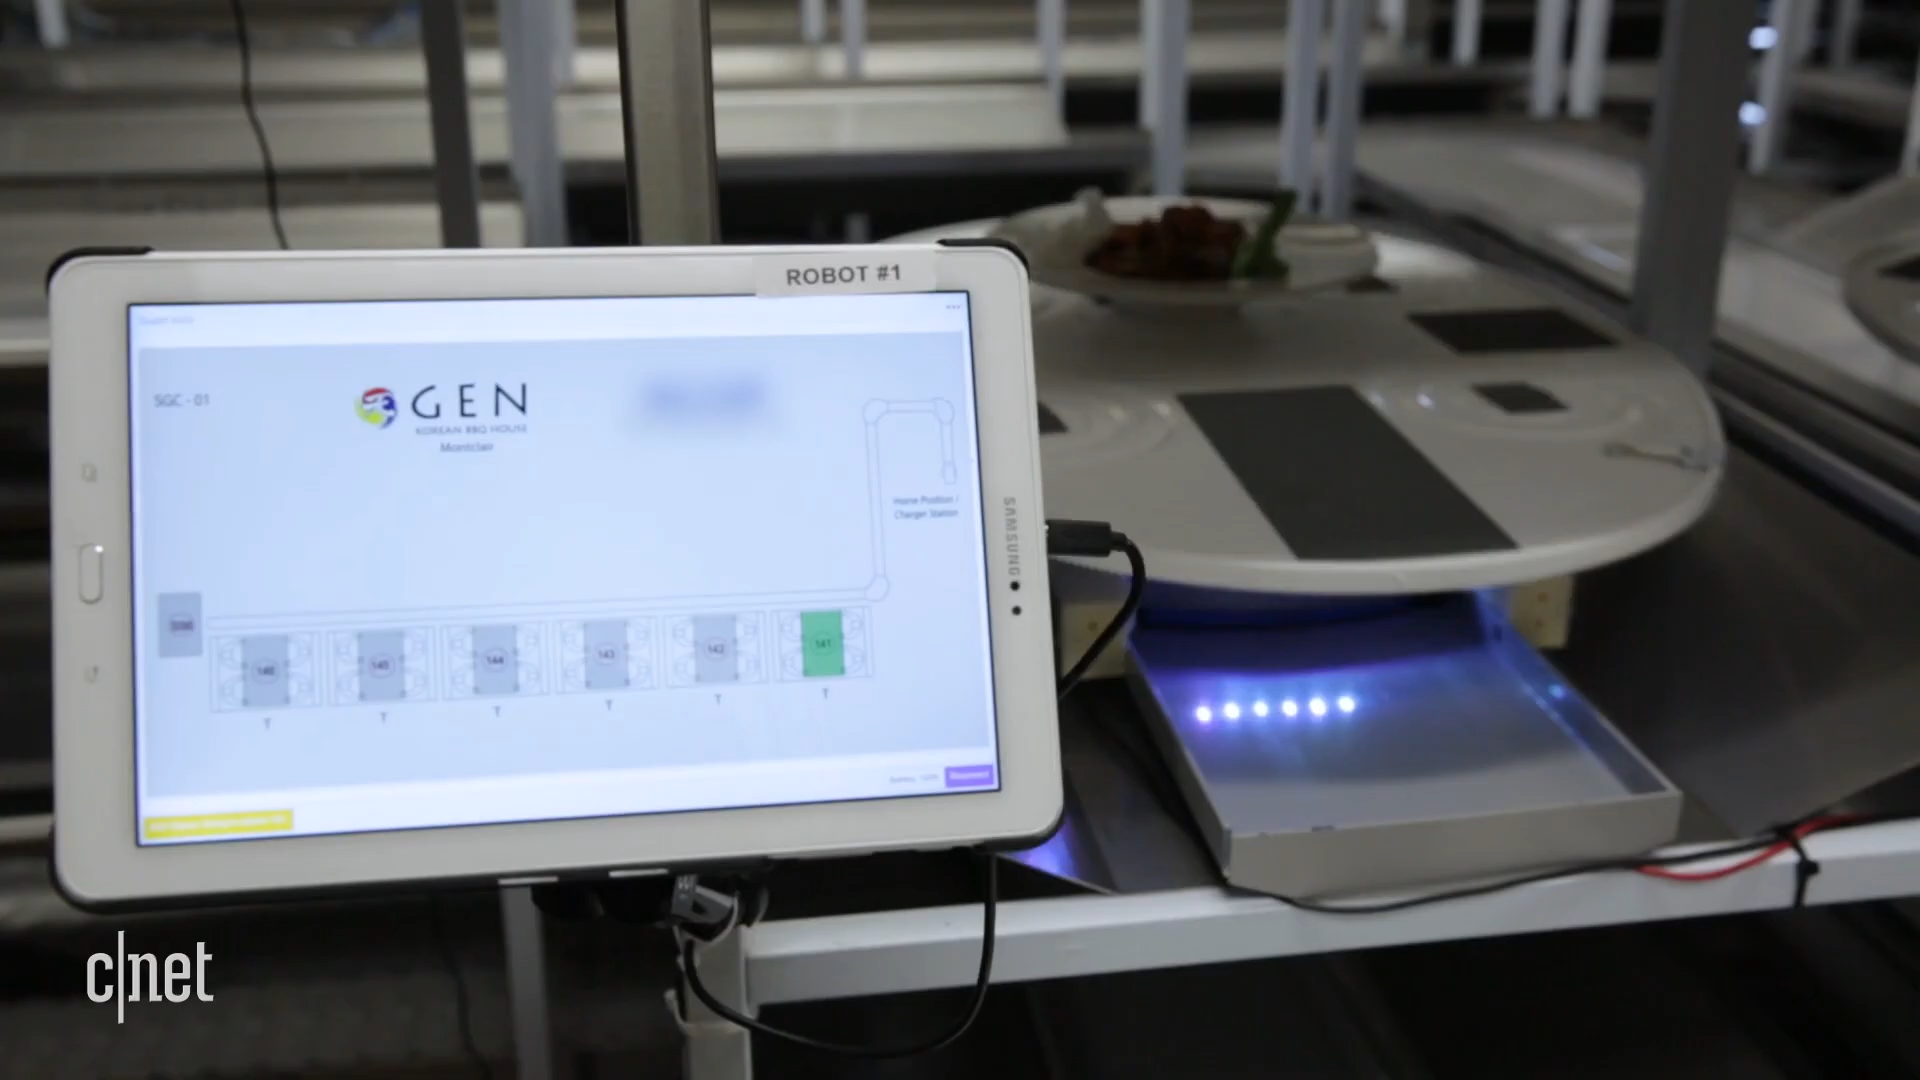 ROBOT #1
SGC - 01
GEN
KOREAN BBQ HOUSE
Montclair
Home Position /
Charger Station
SAMSUNG
146
145
144
143
142
141
T
T
T
T
T
T
c|net